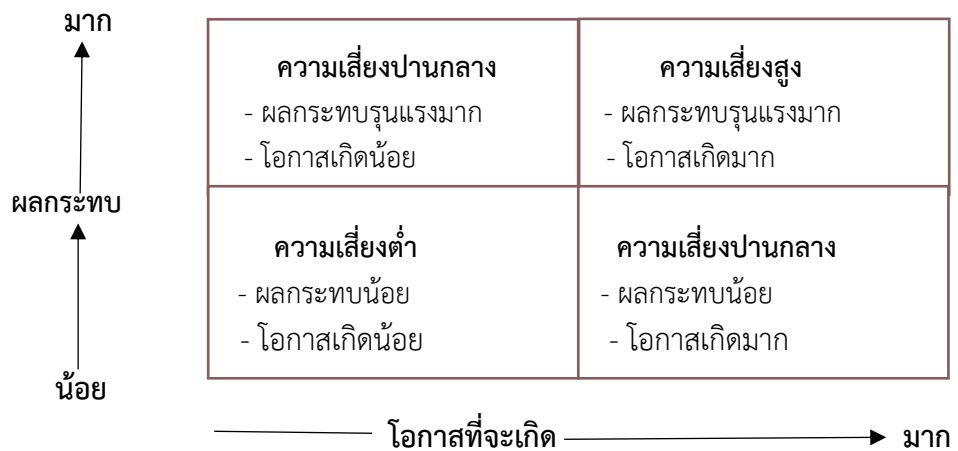 มาก
ความเสี่ยงปานกลาง
- ผลกระทบรุนแรงมาก
- โอกาสเกิดน้อย
ความเสี่ยงสูง
- ผลกระทบรุนแรงมาก
- โอกาสเกิดมาก
ผลกระทบ
ความเสี่ยงต่ำ
- ผลกระทบน้อย
- โอกาสเกิดน้อย
ความเสี่ยงปานกลาง
- ผลกระทบน้อย
- โอกาสเกิดมาก
น้อย
โอกาสที่จะเกิด
มาก